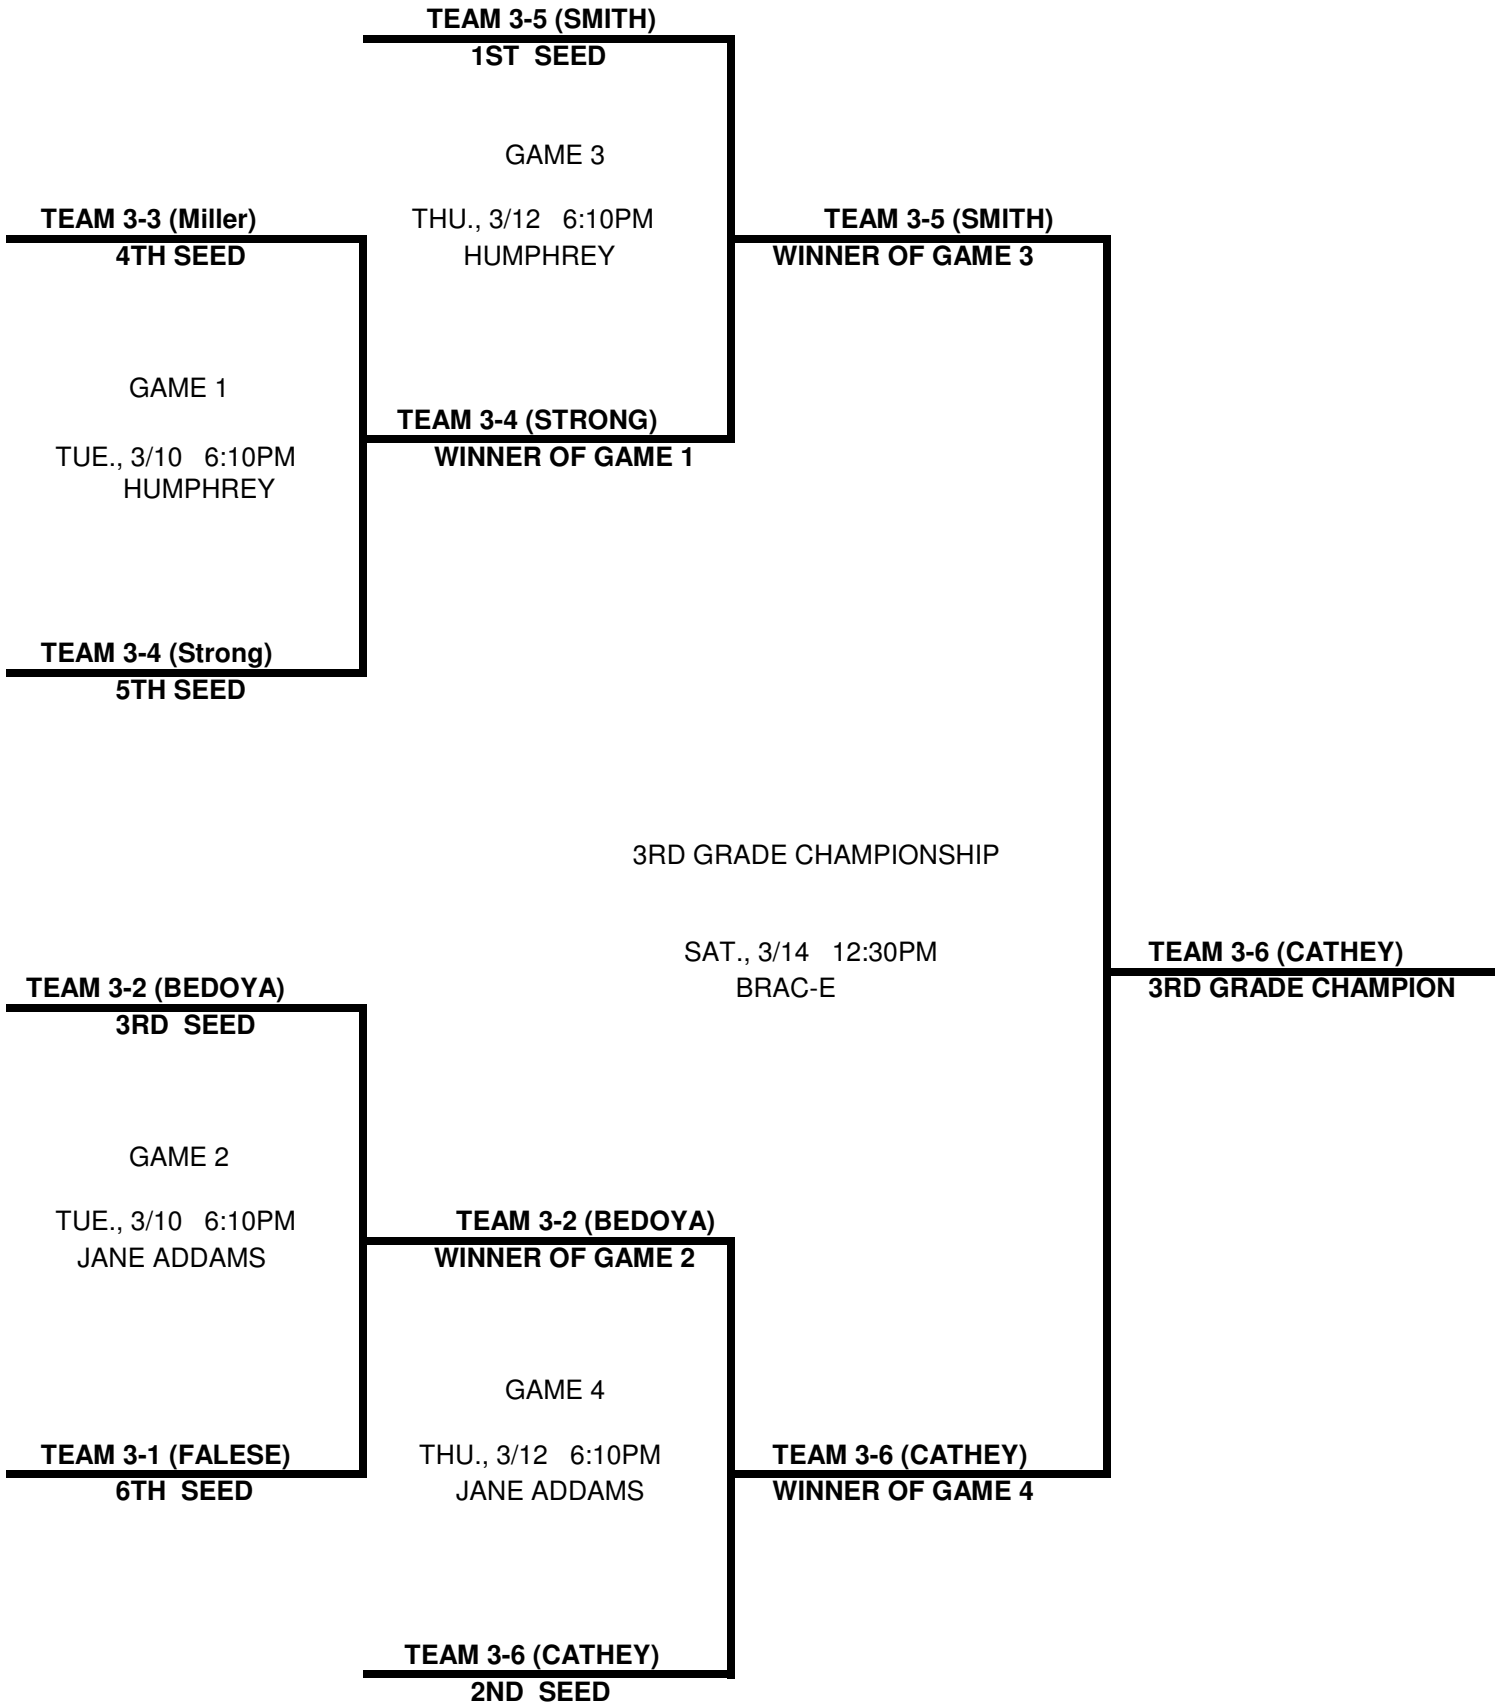 TEAM 3-5 (SMITH)
1ST  SEED
GAME 3
THU., 3/12   6:10PM
HUMPHREY
TEAM 3-3 (Miller)
4TH SEED
GAME 1
TUE., 3/10   6:10PM
HUMPHREY
TEAM 3-4 (Strong)
5TH SEED
TEAM 3-4 (STRONG)
WINNER OF GAME 1
TEAM 3-5 (SMITH)
WINNER OF GAME 3
3RD GRADE CHAMPIONSHIP
SAT., 3/14   12:30PM
BRAC-E
TEAM 3-6 (CATHEY)
3RD GRADE CHAMPION
TEAM 3-2 (BEDOYA)
3RD  SEED
GAME 2
TUE., 3/10   6:10PM
JANE ADDAMS
TEAM 3-1 (FALESE)
6TH  SEED
TEAM 3-2 (BEDOYA)
WINNER OF GAME 2
GAME 4
THU., 3/12   6:10PM
JANE ADDAMS
TEAM 3-6 (CATHEY)
WINNER OF GAME 4
TEAM 3-6 (CATHEY)
2ND  SEED